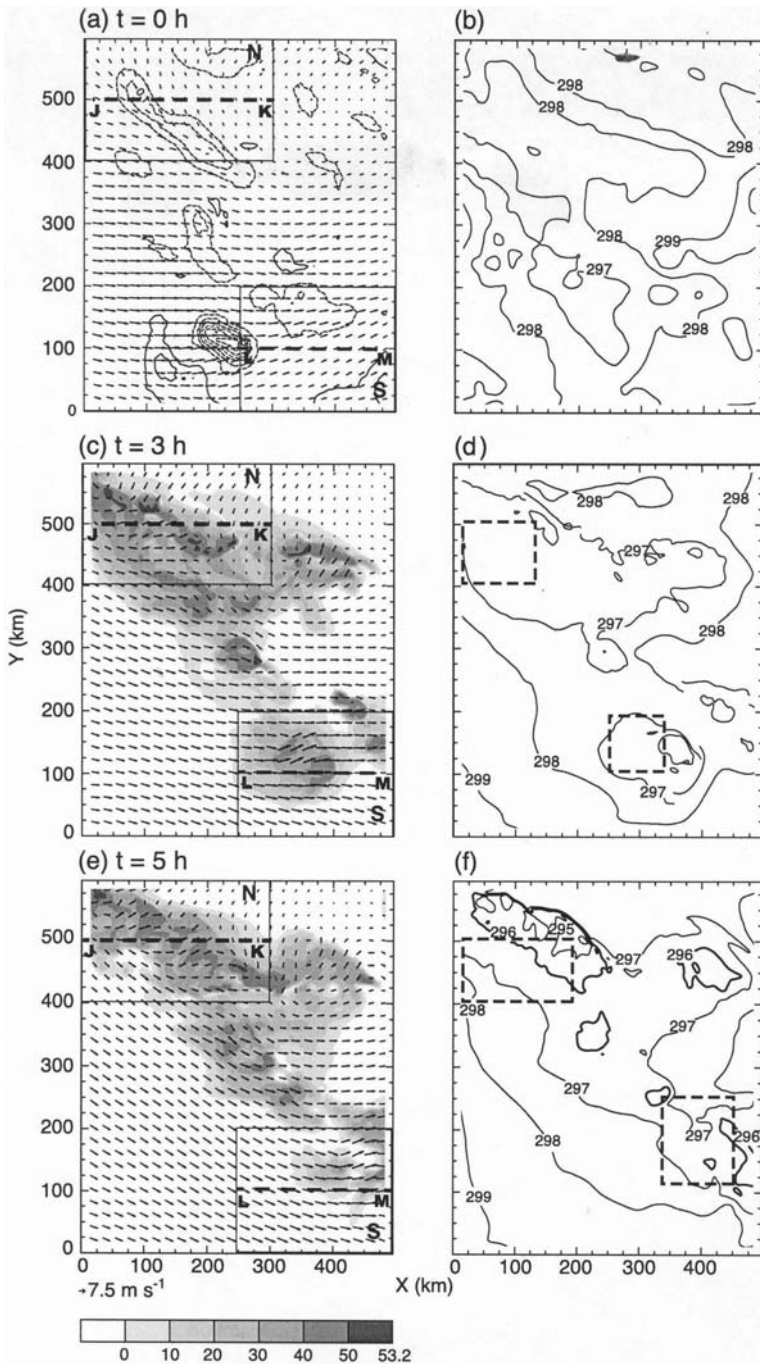 (a) t = 0 h
(b)
N
J
K
L
M
S
500
400
300
200
100
0
298
298
298
298
299
297
298
298
(c) t = 3 h
(d)
N
J
K
L
M
S
500
400
300
200
100
0
Y (km)
298
297
298
297
298
299
297
(e) t = 5 h
(f)
N
J
K
L
M
S
500
400
300
200
100
0
296
295
297
296
298
297
297
298
297
296
299
0 100 200 300 400
X (km)
0 100 200 300 400
→7.5 m s⁻¹
0 10 20 30 40 50 53.2